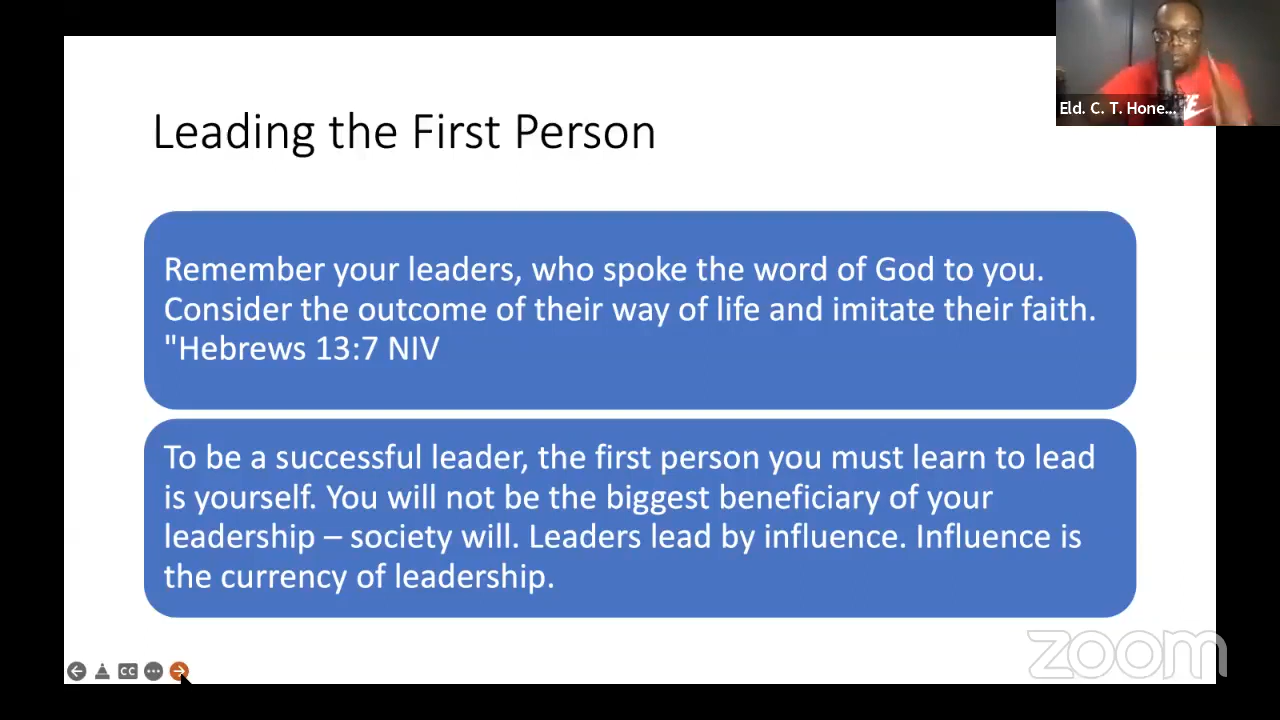 Leading the First Person
Remember your leaders, who spoke the word of God to you.
Consider the outcome of their way of life and imitate their faith.
"Hebrews 13:7 NIV
To be a successful leader, the first person you must learn to lead
is yourself. You will not be the biggest beneficiary of your
leadership – society will. Leaders lead by influence. Influence is
the currency of leadership.
Eld. C. T. Hone...
CC
zoom